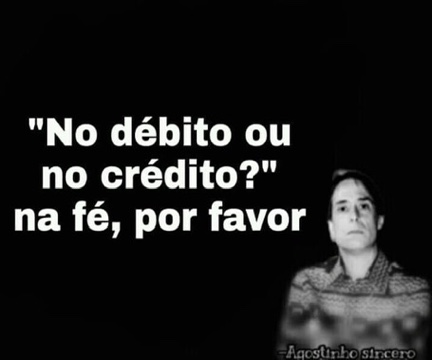 "No débito ou
no crédito?"
na fé, por favor
-Agostinho sincero